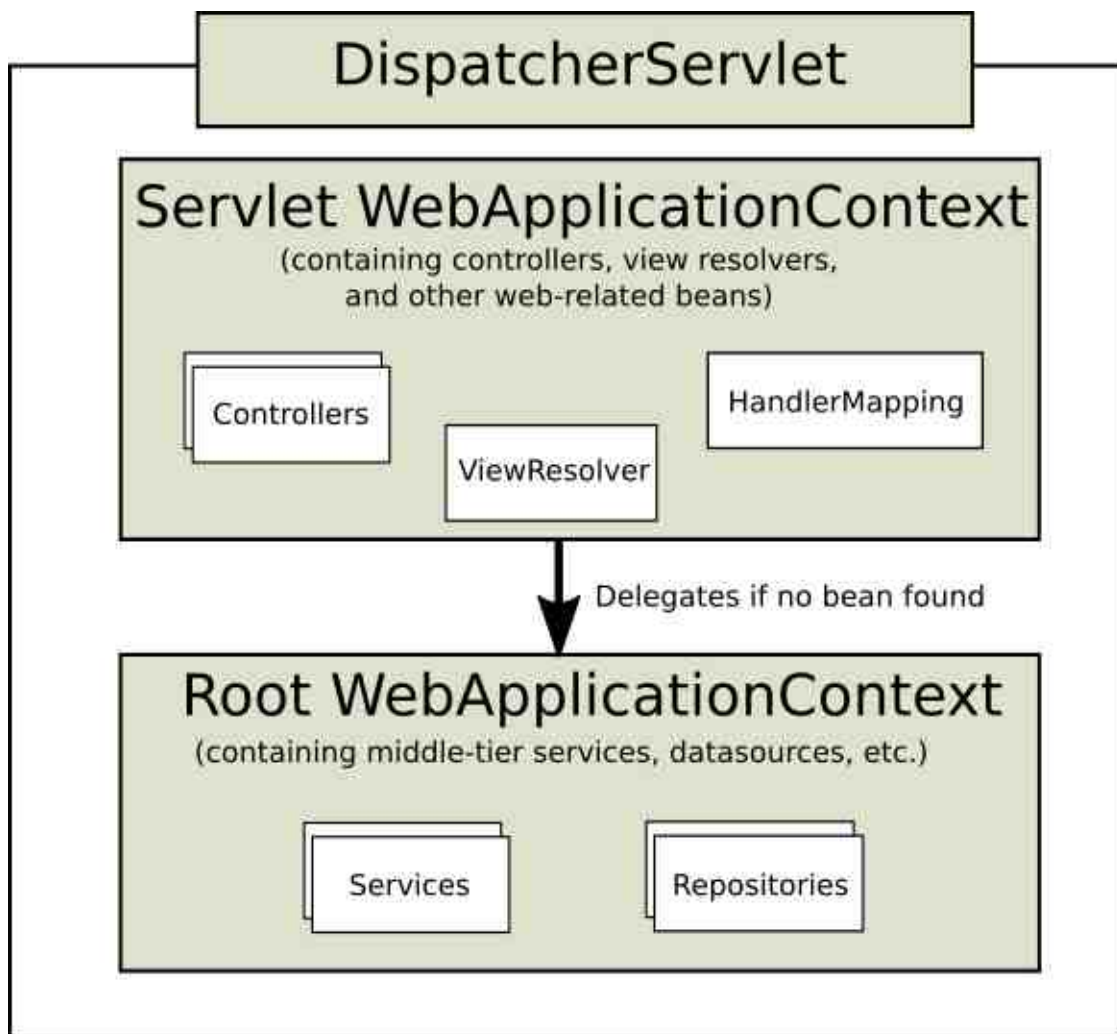 DispatcherServlet
Servlet WebApplicationContext
(containing controllers, view resolvers,
and other web-related beans)
Controllers
HandlerMapping
ViewResolver
Delegates if no bean found
Root WebApplicationContext
(containing middle-tier services, datasources, etc.)
Services
Repositories